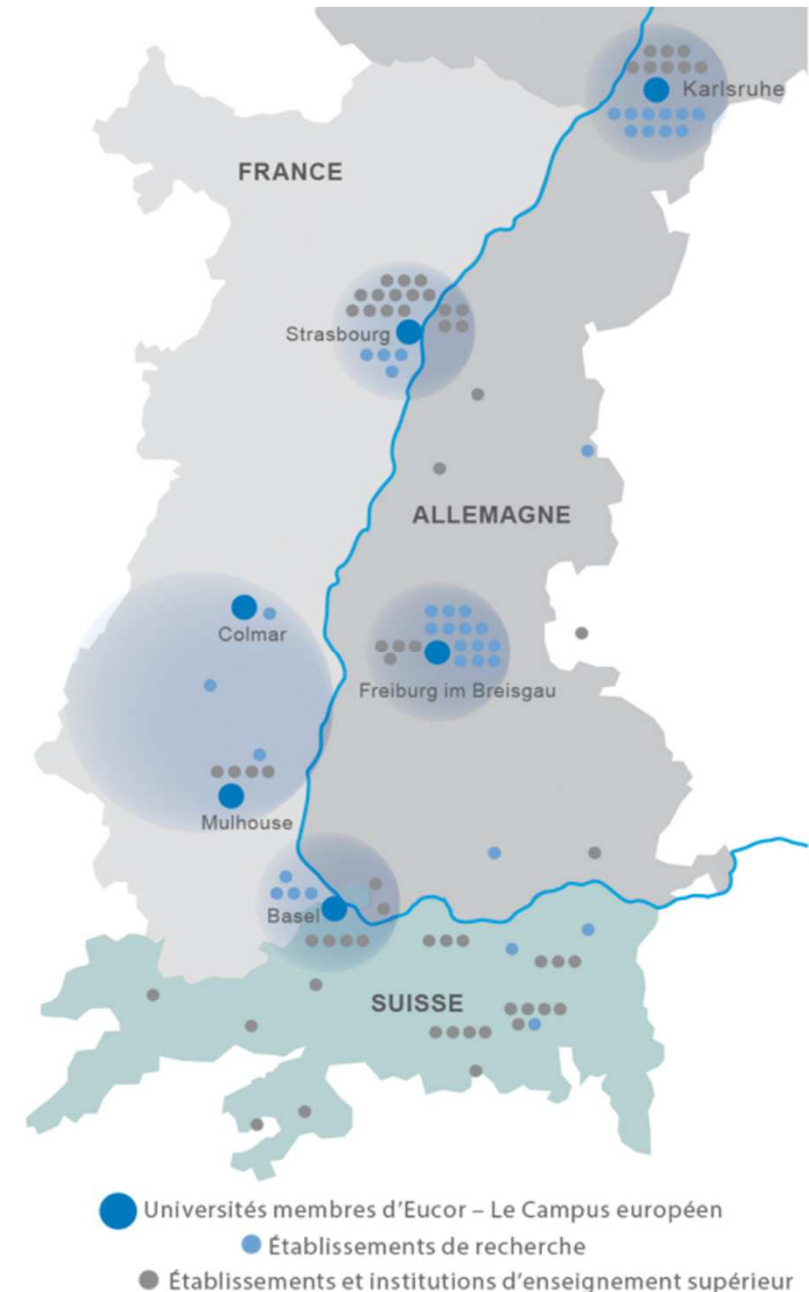 Karlsruhe
FRANCE
Strasbourg
ALLEMAGNE
Colmar
Freiburg im Breisgau
Mulhouse
Basel
SUISSE
Universités membres d'Eucor – Le Campus européen
Établissements de recherche
Établissements et institutions d'enseignement supérieur